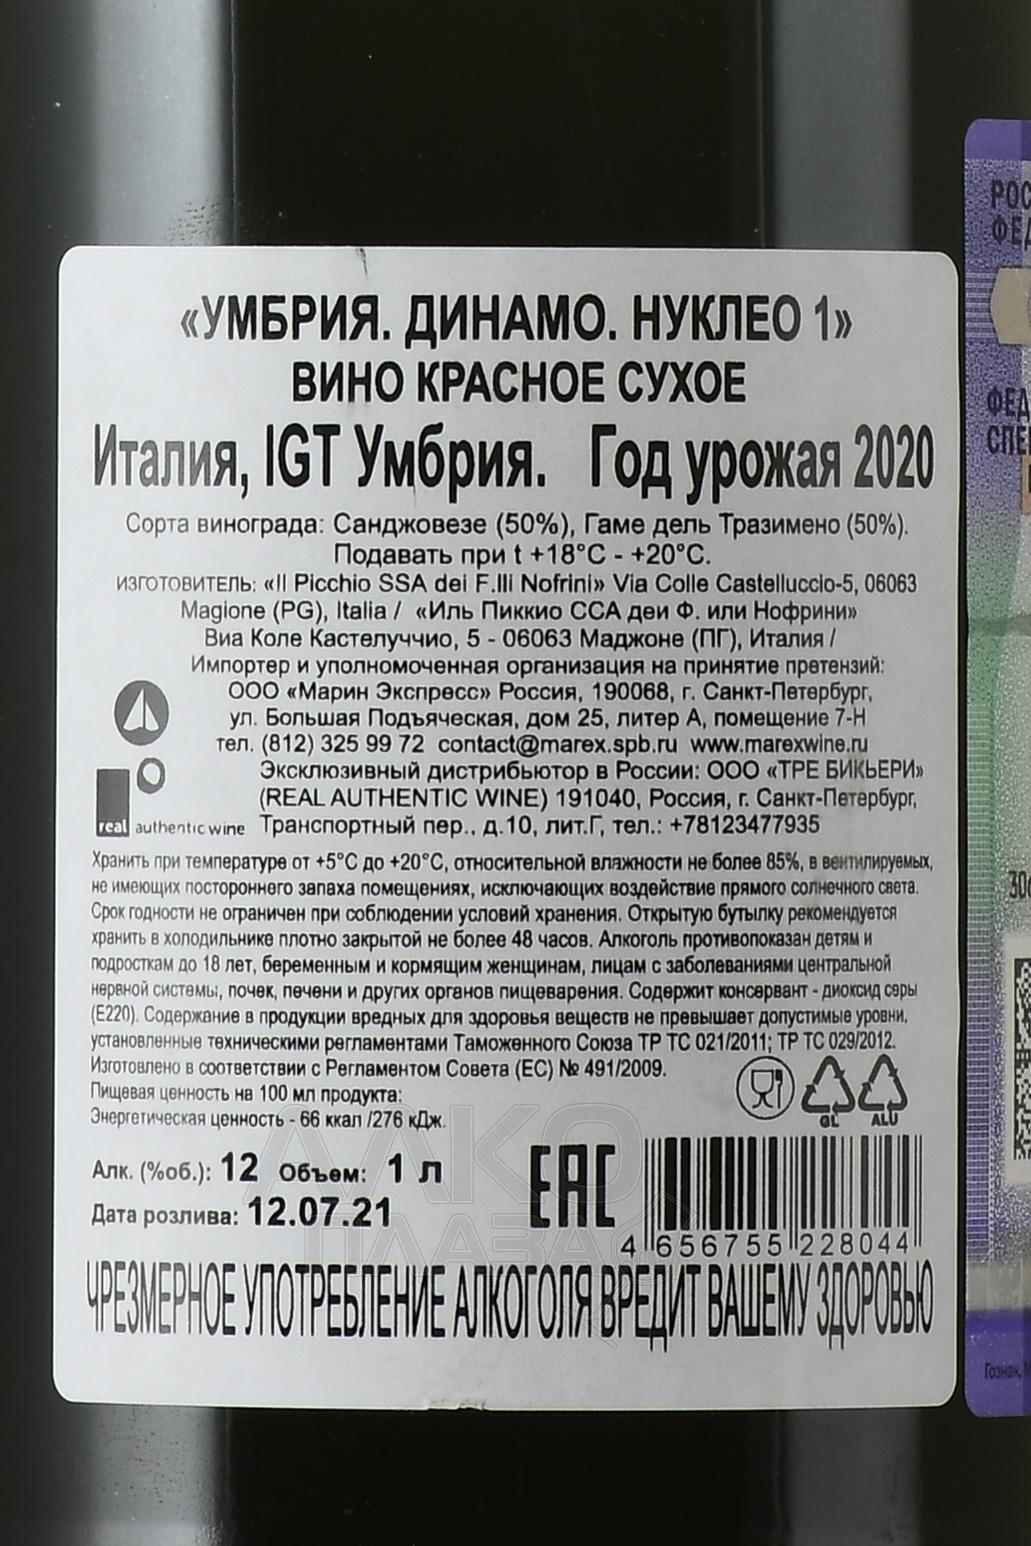 «УМБРИЯ. ДИНАМО. НУКЛЕО 1»
ВИНО КРАСНОЕ СУХОЕ
Италия, IGT Умбрия. Год урожая 2020
Сорта винограда: Санджовезе (50%), Гаме дель Тразимено (50%).
Подавать при t +18°C - +20°C.
ИЗГОТОВИТЕЛЬ: «Il Picchio SSA dei F.lli Nofrini» Via Colle Castelluccio-5, 06063
Magione (PG), Italia / «Иль Пиккио ССА деи Ф. или Нофрини»
Виа Коле Кастелуччио, 5 - 06063 Маджоне (ПГ), Италия /
Импортер и уполномоченная организация на принятие претензий:
ООО «Марин Экспресс» Россия, 190068, г. Санкт-Петербург,
ул. Большая Подъяческая, дом 25, литер А, помещение 7-Н
тел. (812) 325 99 72 contact@marex.spb.ru www.marexwine.ru
Эксклюзивный дистрибьютор в России: ООО «ТРЕ БИКЬЕРИ»
(REAL AUTHENTIC WINE) 191040, Россия, г. Санкт-Петербург,
real authentic wine Транспортный пер., д.10, лит.Г, тел.: +78123477935
Хранить при температуре от +5°C до +20°C, относительной влажности не более 85%, в вентилируемых,
не имеющих постороннего запаха помещениях, исключающих воздействие прямого солнечного света.
Срок годности не ограничен при соблюдении условий хранения. Открытую бутылку рекомендуется
хранить в холодильнике плотно закрытой не более 48 часов. Алкоголь противопоказан детям и
подросткам до 18 лет, беременным и кормящим женщинам, лицам с заболеваниями центральной
нервной системы, почек, печени и других органов пищеварения. Содержит консервант - диоксид серы
(Е220). Содержание в продукции вредных для здоровья веществ не превышает допустимые уровни,
установленные техническими регламентами Таможенного Союза ТР ТС 021/2011; ТР ТС 029/2012.
Изготовлено в соответствии с Регламентом Совета (ЕС) № 491/2009.
Пищевая ценность на 100 мл продукта:
Энергетическая ценность - 66 ккал /276 кДж.
GL ALU
Алк. (%об.): 12 Объем: 1 л
Дата розлива: 12.07.21
EAC
4 656755 228044
ЧРЕЗМЕРНОЕ УПОТРЕБЛЕНИЕ АЛКОГОЛЯ ВРЕДИТ ВАШЕМУ ЗДОРОВЬЮ
АЛКО
ПЛАЗА
РОС
ФЕД
ФЕД
СПЕ
306
Гознак, М